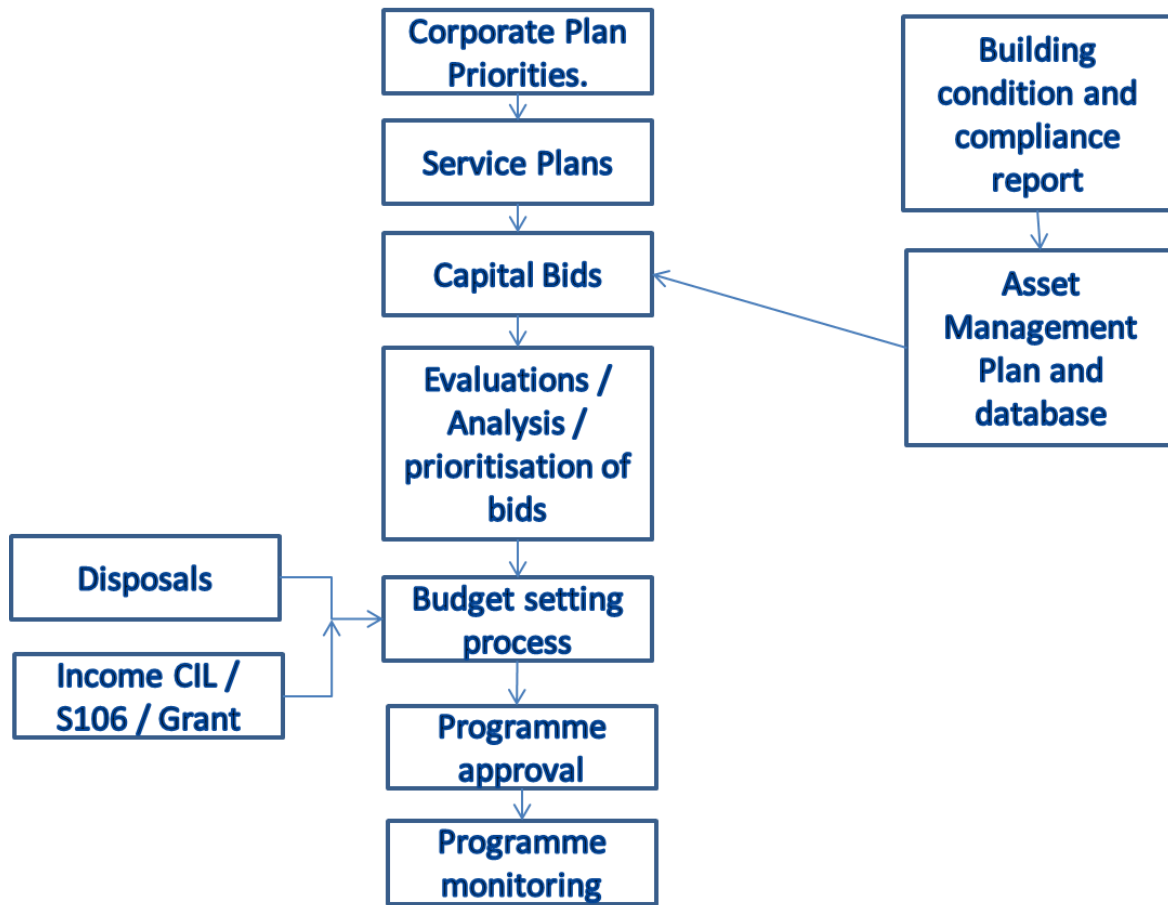 Corporate Plan
Priorities.
Building
condition and
compliance
report
Service Plans
Capital Bids
Asset
Management
Plan and
database
Evaluations /
Analysis /
prioritisation of
bids
Disposals
Budget setting
process
Income CIL /
S106 / Grant
Programme
approval
Programme
monitoring